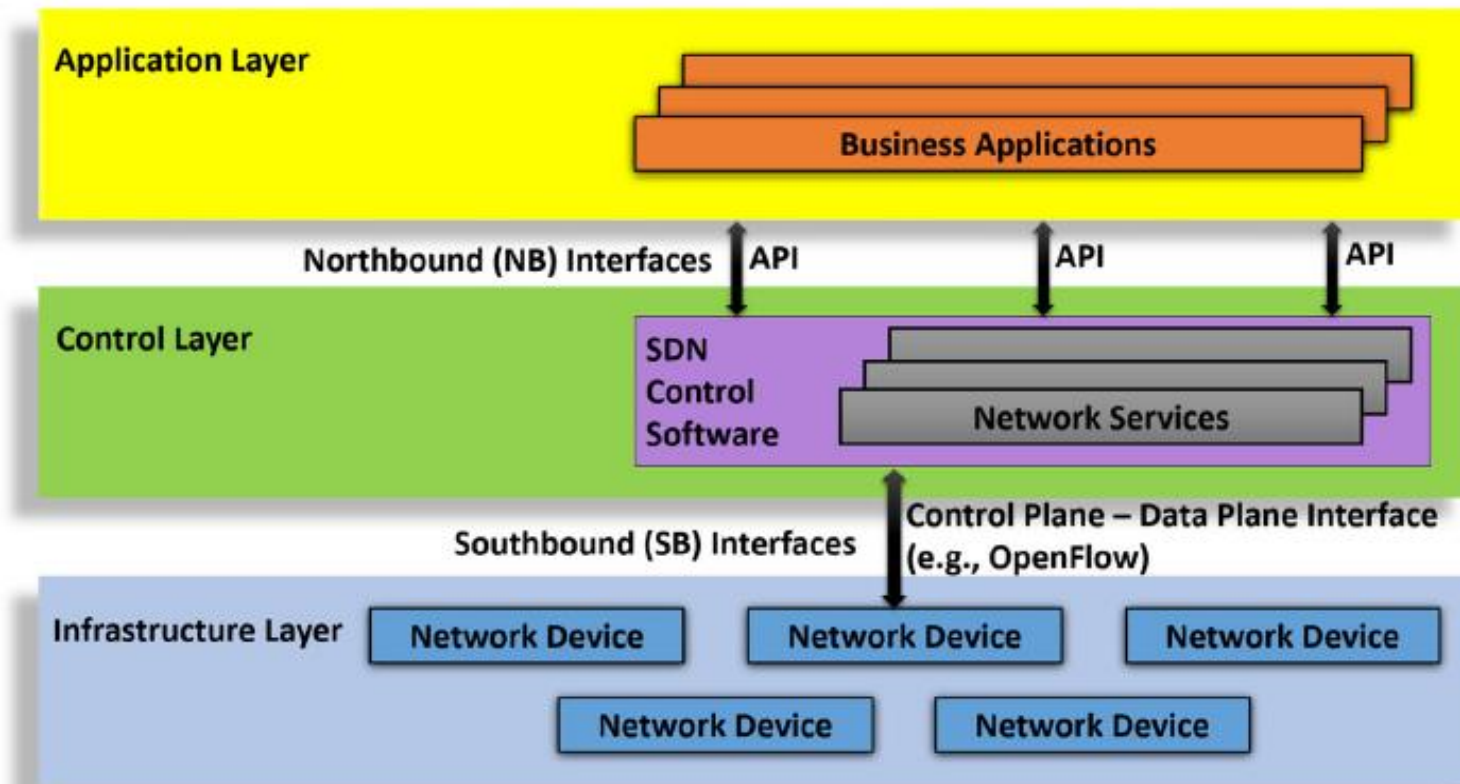 Application Layer
Business Applications
Northbound (NB) Interfaces
API
API
API
Control Layer
SDN
Control
Software
Network Services
Southbound (SB) Interfaces
Control Plane – Data Plane Interface
(e.g., OpenFlow)
Infrastructure Layer
Network Device
Network Device
Network Device
Network Device
Network Device